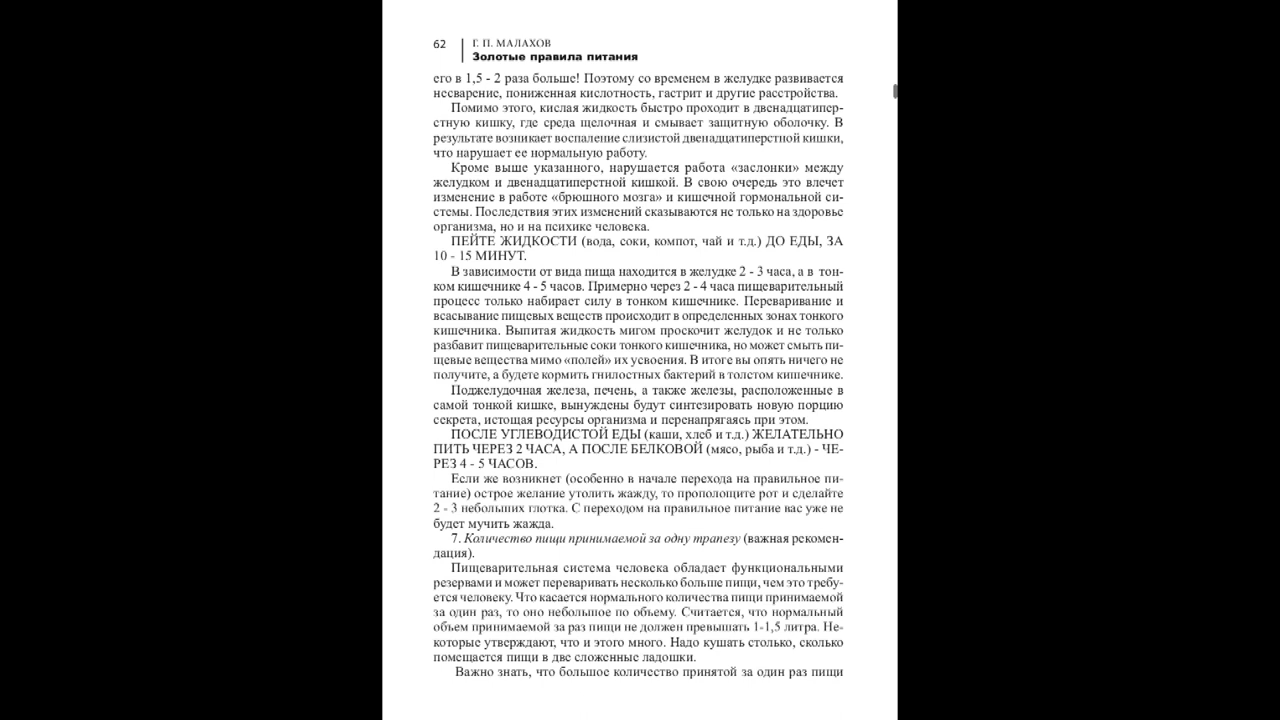 62
Г. П. МАЛАХОВ
Золотые правила питания
его в 1,5 - 2 раза больше! Поэтому со временем в желудке развивается
несварение, пониженная кислотность, гастрит и другие расстройства.
Помимо этого, кислая жидкость быстро проходит в двенадцатипер-
стную кишку, где среда щелочная и смывает защитную оболочку. В
результате возникает воспаление слизистой двенадцатиперстной кишки,
что нарушает ее нормальную работу.
Кроме выше указанного, нарушается работа «заслонки» между
желудком и двенадцатиперстной кишкой. В свою очередь это влечет
изменение в работе «брюшного мозга» и кишечной гормональной си-
стемы. Последствия этих изменений сказываются не только на здоровье
организма, но и на психике человека.
ПЕЙТЕ ЖИДКОСТИ (вода, соки, компот, чай и т.д.) ДО ЕДЫ, ЗА
10 - 15 МИНУТ.
В зависимости от вида пища находится в желудке 2 - 3 часа, а в тон-
ком кишечнике 4 - 5 часов. Примерно через 2 - 4 часа пищеварительный
процесс только набирает силу в тонком кишечнике. Переваривание и
всасывание пищевых веществ происходит в определенных зонах тонкого
кишечника. Выпитая жидкость мигом проскочит желудок и не только
разбавит пищеварительные соки тонкого кишечника, но может смыть пи-
щевые вещества мимо «полей» их усвоения. В итоге вы опять ничего не
получите, а будете кормить гнилостных бактерий в толстом кишечнике.
Поджелудочная железа, печень, а также железы, расположенные в
самой тонкой кишке, вынуждены будут синтезировать новую порцию
секрета, истощая ресурсы организма и перенапрягаясь при этом.
ПОСЛЕ УГЛЕВОДИСТОЙ ЕДЫ (каши, хлеб и т.д.) ЖЕЛАТЕЛЬНО
ПИТЬ ЧЕРЕЗ 2 ЧАСА, А ПОСЛЕ БЕЛКОВОЙ (мясо, рыба и т.д.) - ЧЕ-
РЕЗ 4 - 5 ЧАСОВ.
Если же возникнет (особенно в начале перехода на правильное пи-
тание) острое желание утолить жажду, то прополощите рот и сделайте
2 - 3 небольших глотка. С переходом на правильное питание вас уже не
будет мучить жажда.
7. Количество пищи принимаемой за одну трапезу (важная рекомен-
дация).
Пищеварительная система человека обладает функциональными
резервами и может переваривать несколько больше пищи, чем это требу-
ется человеку. Что касается нормального количества пищи принимаемой
за один раз, то оно небольшое по объему. Считается, что нормальный
объем принимаемой за раз пищи не должен превышать 1-1,5 литра. Не-
которые утверждают, что и этого много. Надо кушать столько, сколько
помещается пищи в две сложенные ладошки.
Важно знать, что большое количество принятой за один раз пищи